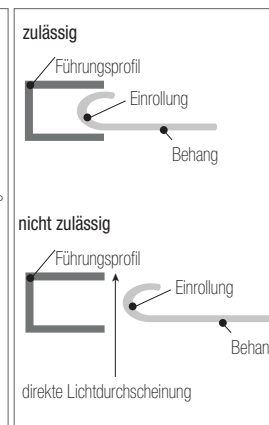 zulässig
Führungsprofil
Einrollung
Behang
nicht zulässig
Führungsprofil
Einrollung
Behan
direkte Lichtdurchscheinung